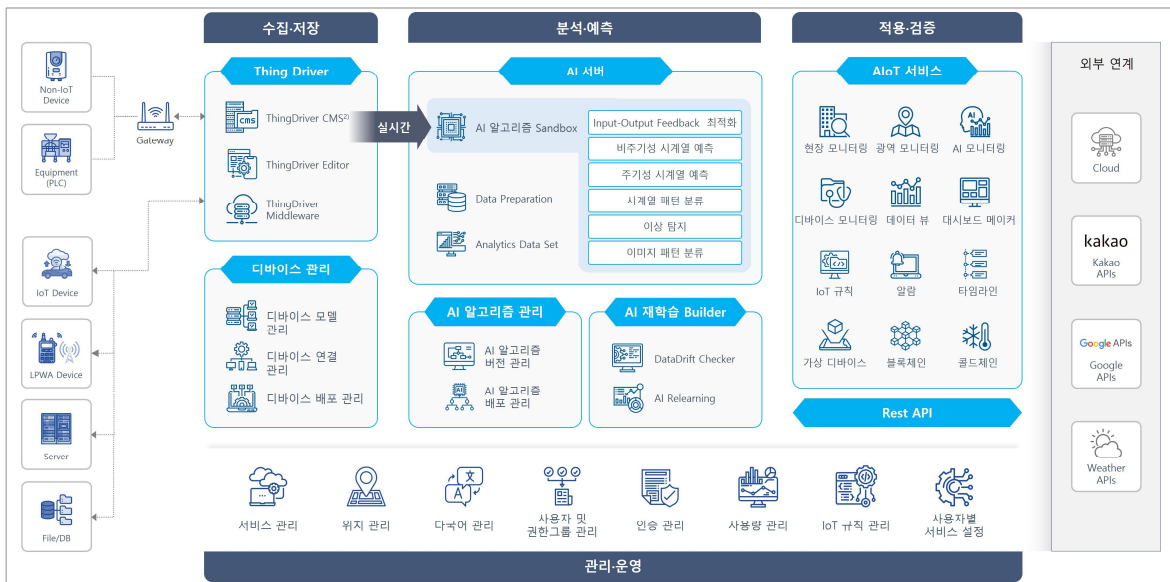 수집·저장
분석·예측
적용·검증
Non-IoT
Device
Equipment
(PLC)
Gateway
IoT Device
LPWA Device
Server
File/DB
Thing Driver
CMS
ThingDriver CMS2)
ThingDriver Editor
ThingDriver
Middleware
디바이스 관리
디바이스 모델
관리
디바이스 연결
관리
디바이스 배포 관리
실시간
AI 서버
AI 알고리즘 Sandbox
Data Preparation
Analytics Data Set
Input-Output Feedback 최적화
비주기성 시계열 예측
주기성 시계열 예측
시계열 패턴 분류
이상 탐지
이미지 패턴 분류
AI 알고리즘 관리
AI 알고리즘
버전 관리
AI
AI 알고리즘
배포 관리
AI 재학습 Builder
DataDrift Checker
AI Relearning
AIoT 서비스
AI
현장 모니터링
광역 모니터링
AI 모니터링
디바이스 모니터링
데이터 뷰
대시보드 메이커
IoT 규칙
알람
타임라인
가상 디바이스
블록체인
콜드체인
Rest API
외부 연계
Cloud
kakao
Kakao
APIs
Google APIs
Google
APIs
Weather
APIs
文
A
서비스 관리
위치 관리
다국어 관리
사용자 및
권한그룹 관리
인승 관리
사용량 관리
IoT 규칙 관리
사용자별
서비스 설정
관리·운영